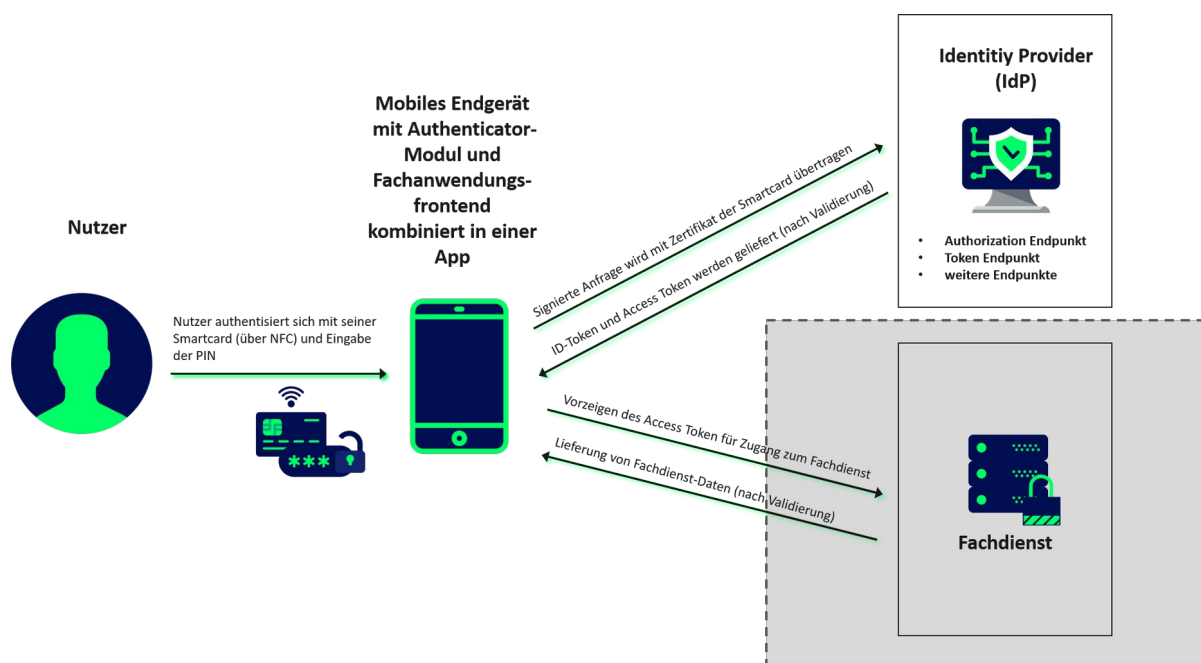 Nutzer
Nutzer authentisiert sich mit seiner
Smartcard (über NFC) und Eingabe
der PIN
***
Mobiles Endgerät
mit Authenticator-
Modul und
Fachanwendungs-
frontend
kombiniert in einer
App
Signierte Anfrage wird mit Zertifikat der Smartcard übertragen
ID-Token und Access Token werden geliefert (nach Validierung)
Vorzeigen des Access Token für Zugang zum Fachdienst
Lieferung von Fachdienst-Daten (nach Validierung)
Identitiy Provider
(IdP)
• Authorization Endpunkt
• Token Endpunkt
• weitere Endpunkte
Fachdienst